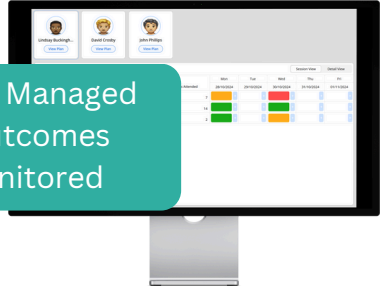 Lindsay Buckingh... David Crosby John Phillips
View Plan View Plan View Plan
Session View Detail View
Mon Tue Wed Thu Fri
Attended 28/10/2024 29/10/2024 30/10/2024 31/10/2024 01/11/2024
7
14
2
Managed
utcomes
nitored